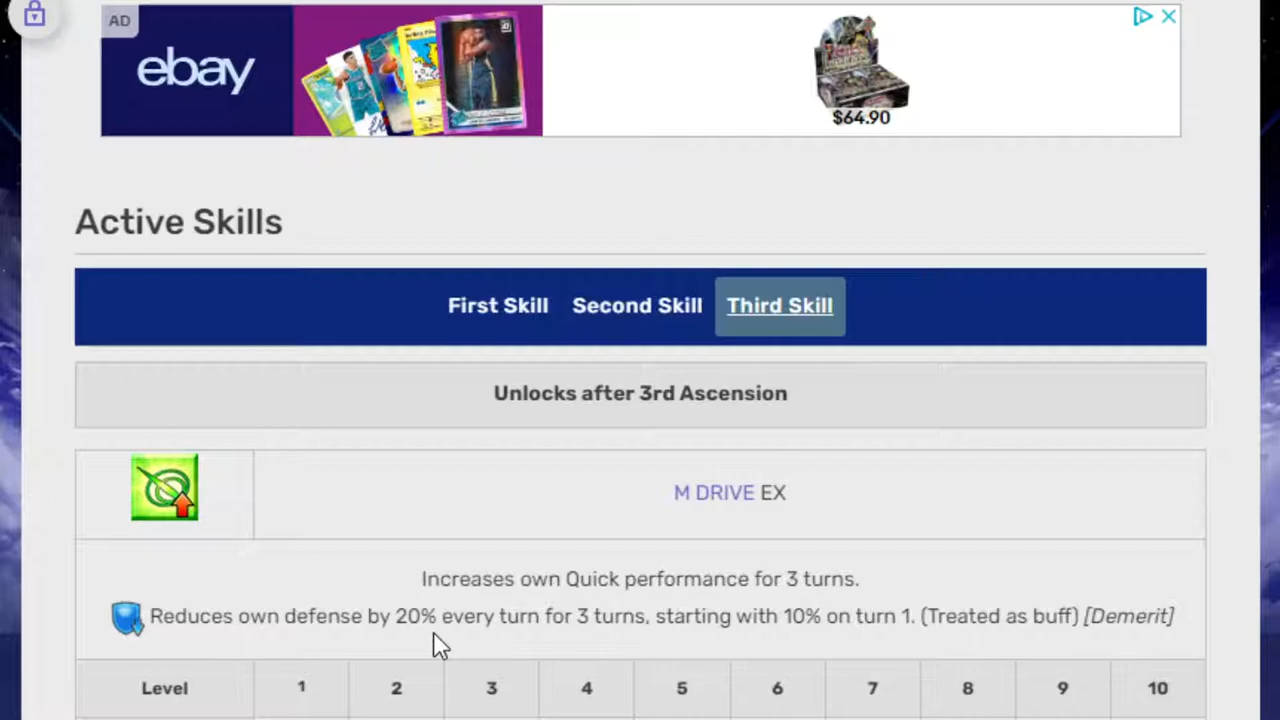 AD
ebay
$64.90
Active Skills
First Skill Second Skill Third Skill
Unlocks after 3rd Ascension
M DRIVE EX
Increases own Quick performance for 3 turns.
Reduces own defense by 20% every turn for 3 turns, starting with 10% on turn 1. (Treated as buff) [Demerit]
Level 1 2 3 4 5 6 7 8 9 10